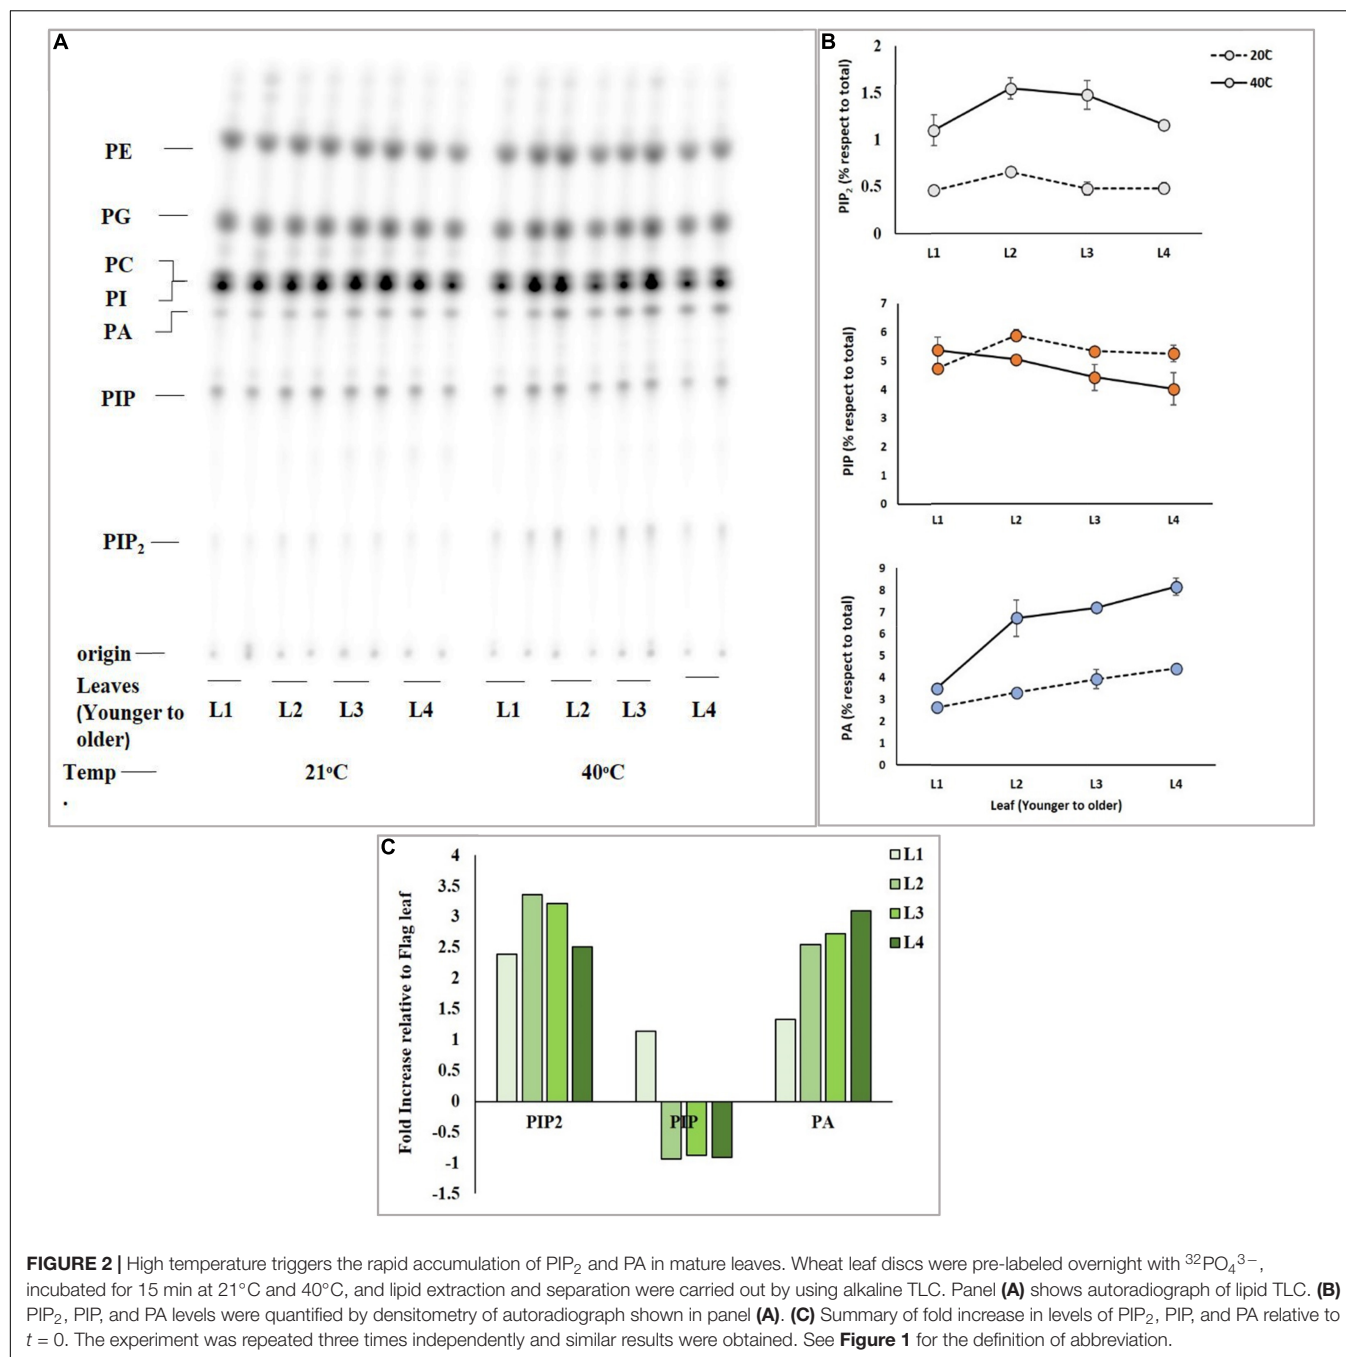 A
PE
PG
PC
PI
PA
PIP
PIP₂
origin
Leaves
(Younger to
older)
L1 L2 L3 L4 L1 L2 L3 L4
Temp
.
21°C 40°C
B
PIP₂ (% respect to total)
2
1.5
1
0.5
0
L1 L2 L3 L4
20℃
40℃
PIP (% respect to total)
7
6
5
4
3
2
1
0
L1 L2 L3 L4
PA (% respect to total)
9
8
7
6
5
4
3
2
1
0
L1 L2 L3 L4
Leaf (Younger to older)
C
Fold Increase relative to Flag leaf
4
3.5
3
2.5
2
1.5
1
0.5
0
-0.5
-1
-1.5
PIP2 PIP PA
L1
L2
L3
L4
FIGURE 2 | High temperature triggers the rapid accumulation of PIP₂ and PA in mature leaves. Wheat leaf discs were pre-labeled overnight with ³²PO₄³⁻,
incubated for 15 min at 21°C and 40°C, and lipid extraction and separation were carried out by using alkaline TLC. Panel (A) shows autoradiograph of lipid TLC. (B)
PIP₂, PIP, and PA levels were quantified by densitometry of autoradiograph shown in panel (A). (C) Summary of fold increase in levels of PIP₂, PIP, and PA relative to
t = 0. The experiment was repeated three times independently and similar results were obtained. See Figure 1 for the definition of abbreviation.